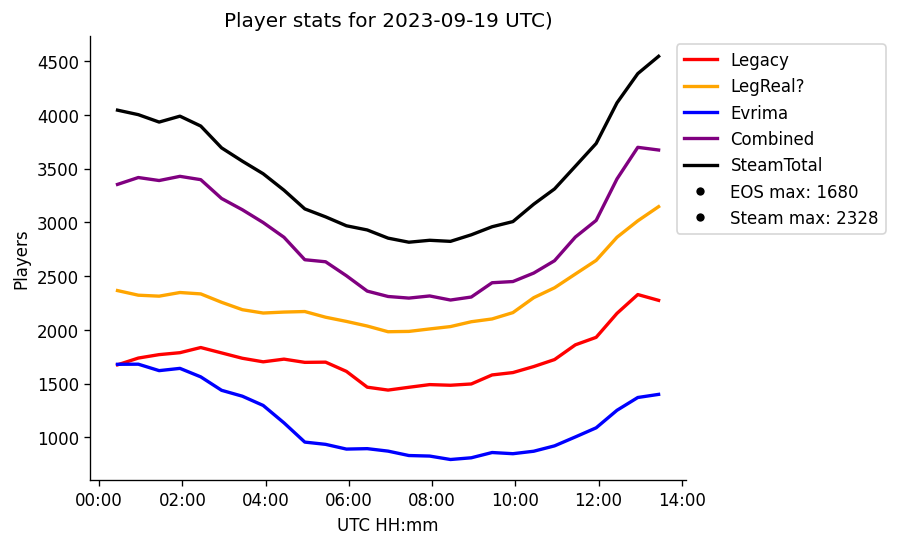 Player stats for 2023-09-19 UTC)
Legacy
LegReal?
Evrima
Combined
SteamTotal
EOS max: 1680
Steam max: 2328
Players
4500
4000
3500
3000
2500
2000
1500
1000
00:00 02:00 04:00 06:00 08:00 10:00 12:00 14:00
UTC HH:mm